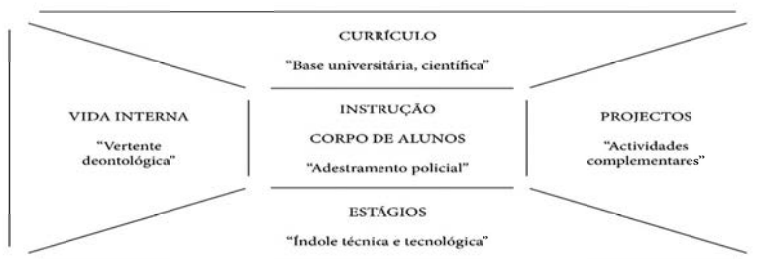 CURRÍCULO
“Base universitária, científica”
VIDA INTERNA
“Vertente
deontológica”
INSTRUÇÃO
CORPO DE ALUNOS
“Adestramento policial”
PROJECTOS
“Actividades
complementares”
ESTÁGIOS
“Índole técnica e tecnológica”